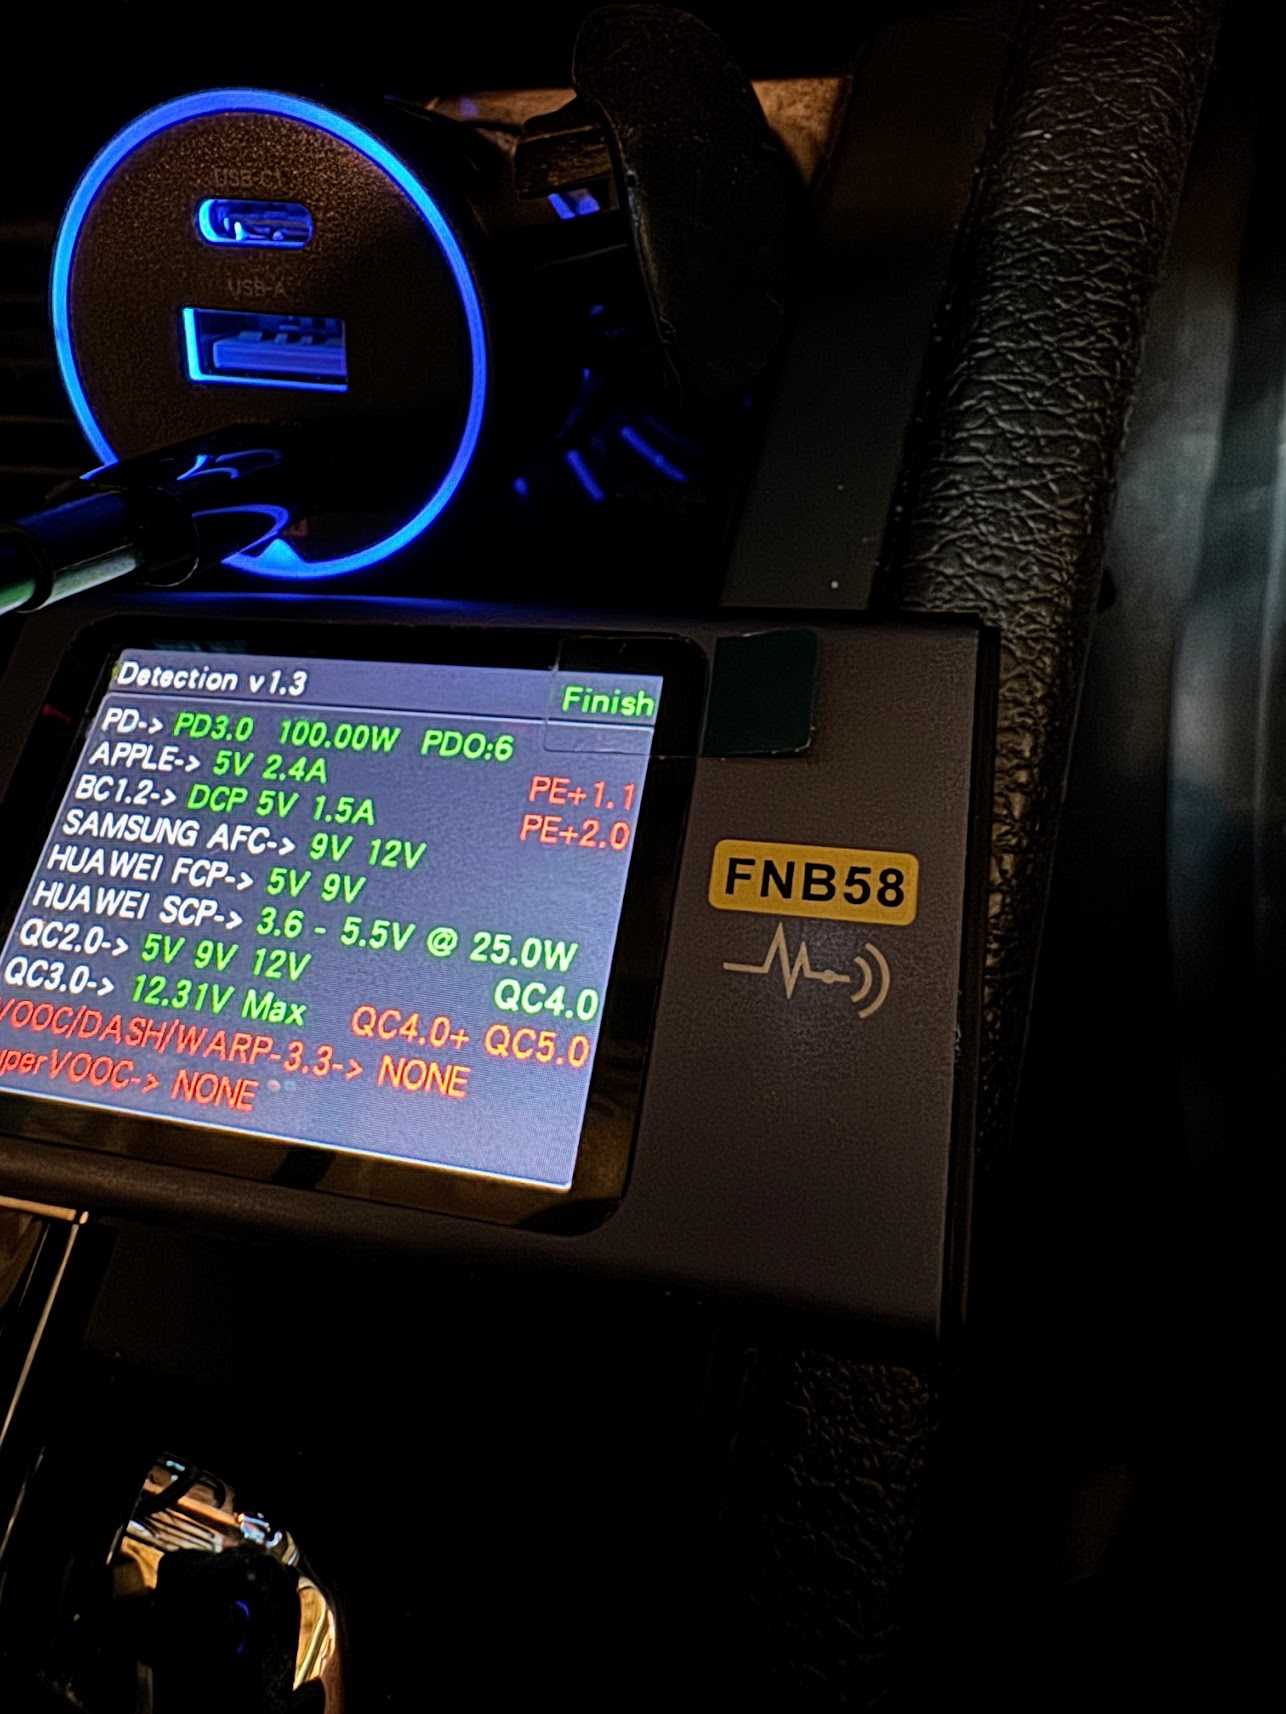 USB-C1
USB-A
Detection v1.3
Finish
PD-> PD3.0 100.00W PDO:6
APPLE-> 5V 2.4A
PE+1.1
BC1.2-> DCP 5V 1.5A
PE+2.0
SAMSUNG AFC-> 9V 12V
HUAWEI FCP-> 5V 9V
HUAWEI SCP-> 3.6 - 5.5V @ 25.0W
QC2.0-> 5V 9V 12V
QC4.0
QC3.0-> 12.31V Max
QC4.0+ QC5.0
VOOC/DASH/WARP-3.3-> NONE
uperVOOC-> NONE
FNB58